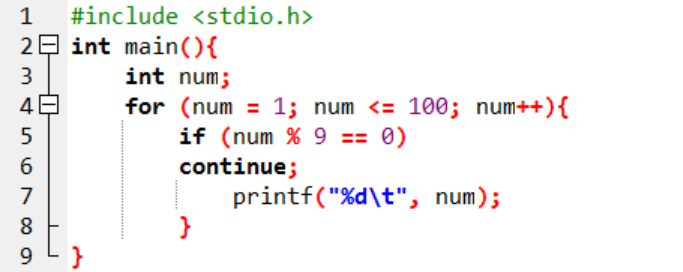 1 #include <stdio.h>
2 int main(){
3 int num;
4 for (num = 1; num <= 100; num++){
5 if (num % 9 == 0)
6 continue;
7 printf("%d\t", num);
8 }
9 }